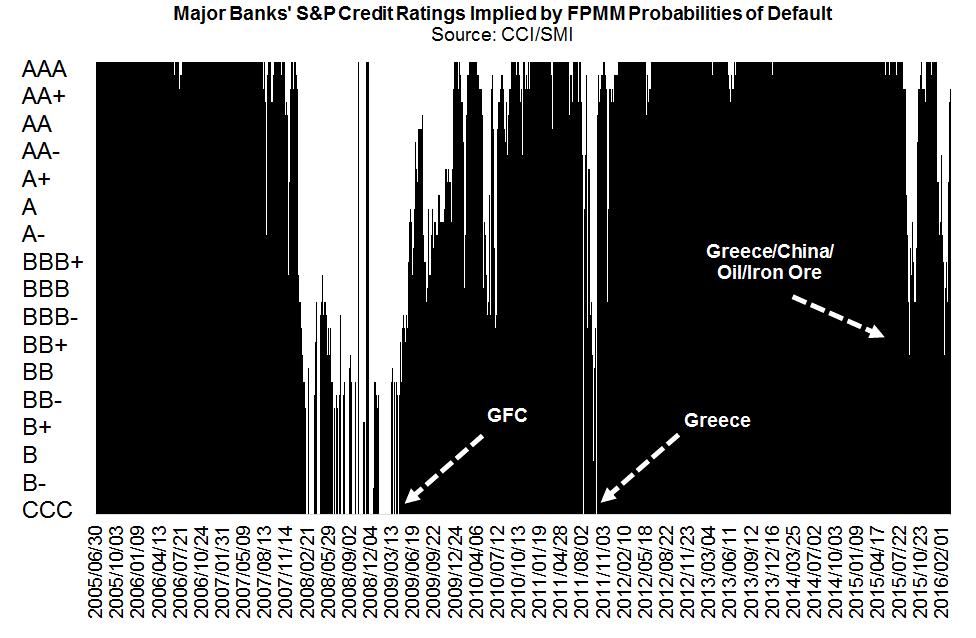 Major Banks' S&P Credit Ratings Implied by FPMM Probabilities of Default
Source: CCI/SMI
AAA
AA+
AA
AA-
A+
A
A-
BBB+
BBB
BBB-
BB+
BB
BB-
B+
B
B-
CCC
Greece/China/
Oil/Iron Ore
GFC
Greece
2005/06/30
2005/10/03
2006/01/09
2006/04/13
2006/07/21
2006/10/24
2007/01/31
2007/05/09
2007/08/13
2007/11/14
2008/02/21
2008/05/29
2008/09/02
2008/12/04
2009/03/13
2009/06/19
2009/09/22
2009/12/24
2010/04/06
2010/07/12
2010/10/13
2011/01/19
2011/04/28
2011/08/02
2011/11/03
2012/02/10
2012/05/18
2012/08/22
2012/11/23
2013/03/04
2013/06/11
2013/09/12
2013/12/16
2014/03/25
2014/07/02
2014/10/03
2015/01/09
2015/04/17
2015/07/22
2015/10/23
2016/02/01